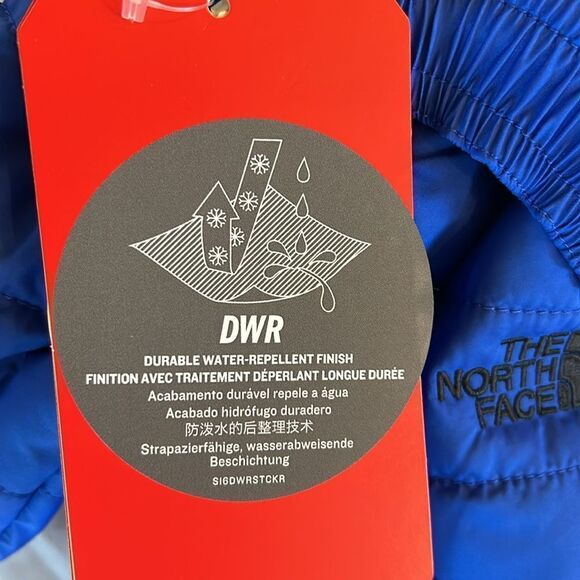 DWR
DURABLE WATER-REPELLENT FINISH
FINITION AVEC TRAITEMENT DÉPERLANT LONGUE DURÉE
Acabamento durável repele a água
Acabado hidrófugo duradero
防泼水的后整理技术
Strapazierfähige, wasserabweisende
Beschichtung
S16DWRSTCKR
THE
NORTH
FACE